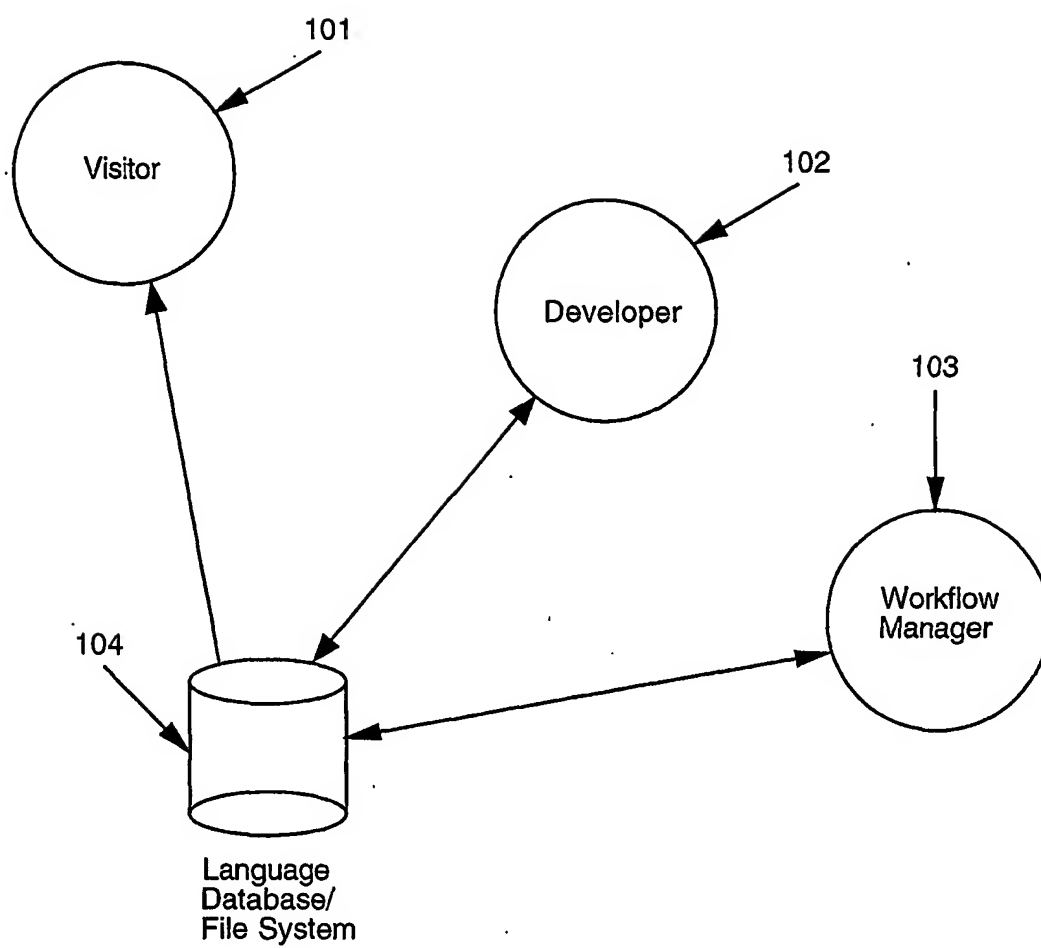 101
Visitor
102
Developer
103
Workflow
Manager
104
Language
Database/
File System